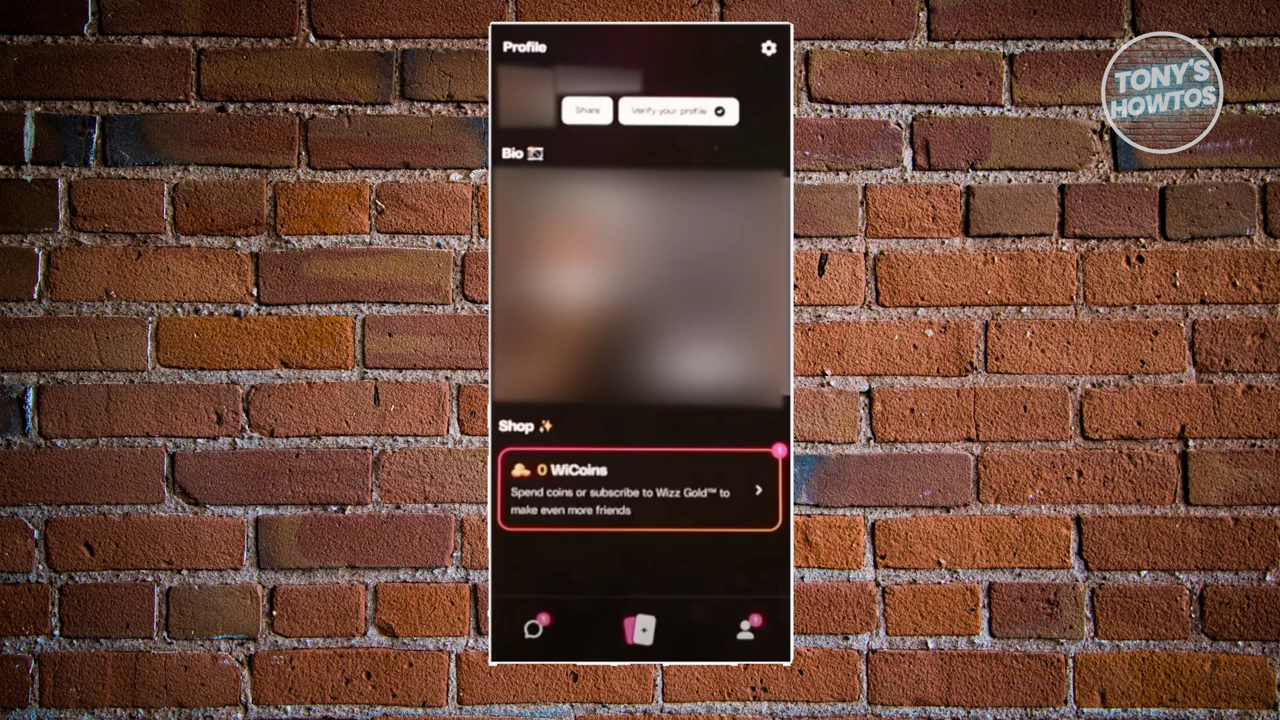 Profile
TONY'S
HOWTOS
Share
Verify your profile
Bio
Shop
0 WiCoins
Spend coins or subscribe to Wizz Gold™ to
make even more friends